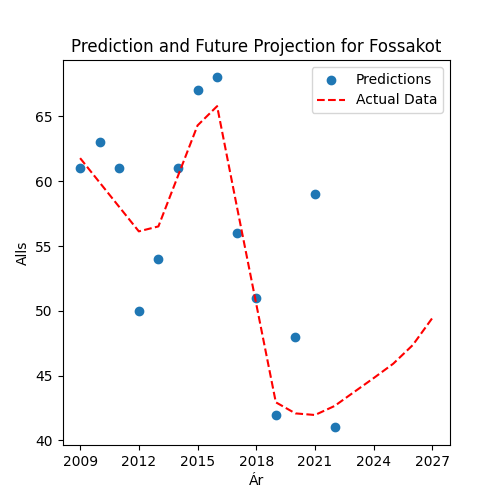 Prediction and Future Projection for Fossakot
Predictions
Actual Data
65
60
55
50
45
40
Alls
2009 2012 2015 2018 2021 2024 2027
Ár